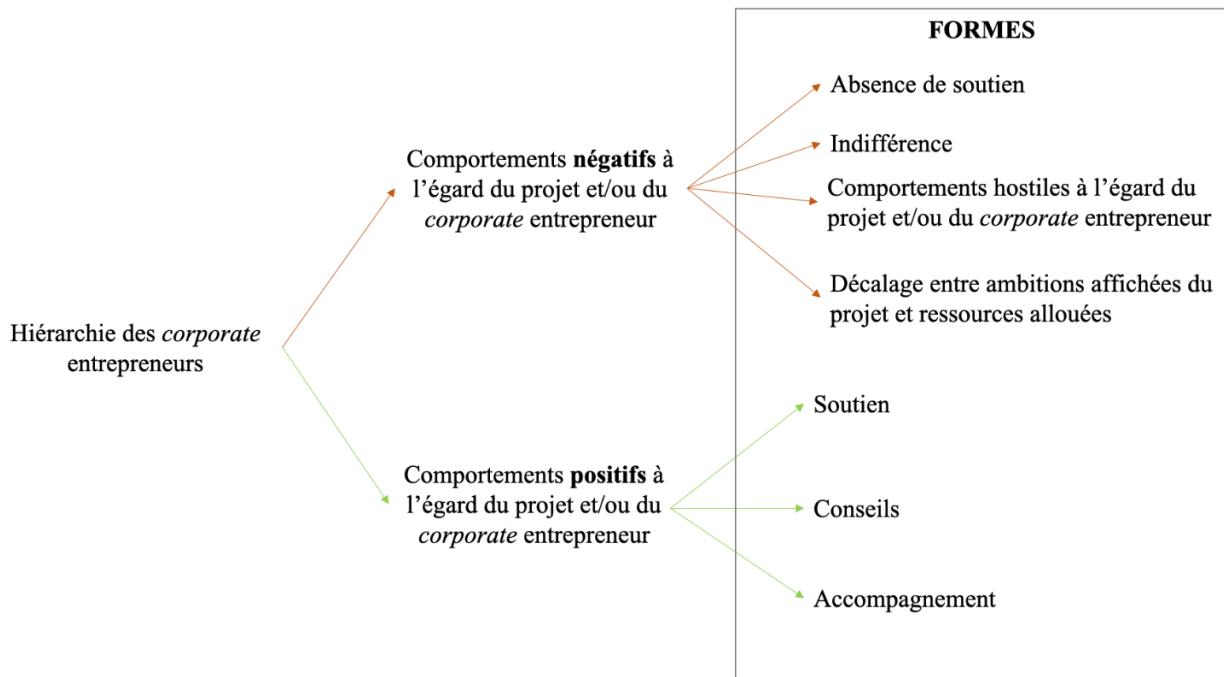 FORMES
Absence de soutien
Indifférence
Comportements négatifs à
l'égard du projet et/ou du
corporate entrepreneur
Comportements hostiles à l'égard du
projet et/ou du corporate entrepreneur
Décalage entre ambitions affichées du
projet et ressources allouées
Hiérarchie des corporate
entrepreneurs
Soutien
Comportements positifs à
l'égard du projet et/ou du
corporate entrepreneur
Conseils
Accompagnement